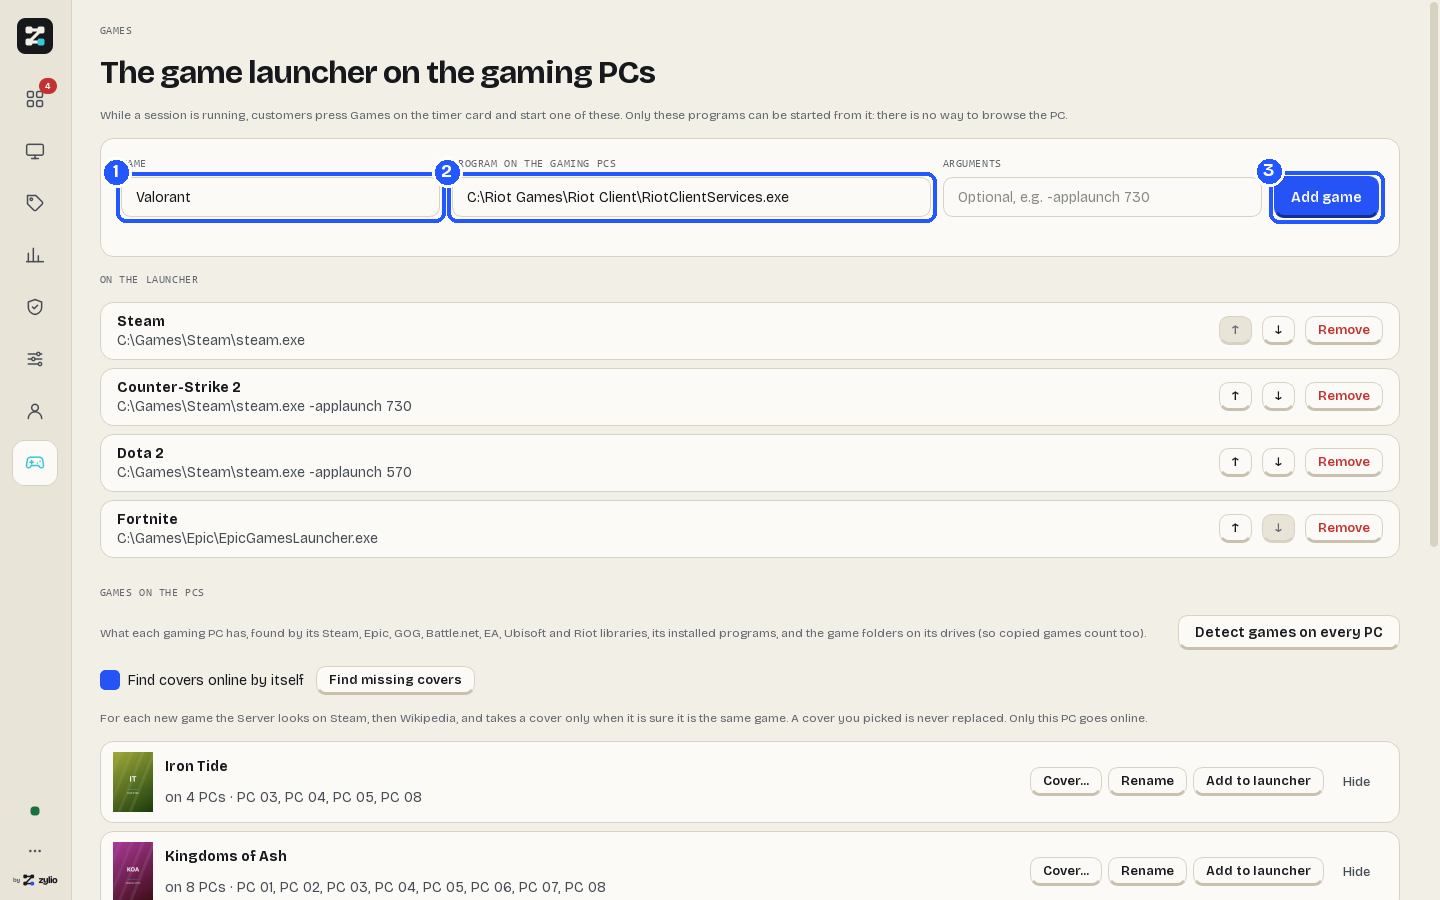 GAMES
The game launcher on the gaming PCs
While a session is running, customers press Games on the timer card and start one of these. Only these programs can be started from it: there is no way to browse the PC.
4
1 AME
2 ROGRAM ON THE GAMING PCS
ARGUMENTS
3
Valorant
C:\Riot Games\Riot Client\RiotClientServices.exe
Optional, e.g. -applaunch 730
Add game
ON THE LAUNCHER
Steam
C:\Games\Steam\steam.exe
↑ ↓ Remove
Counter-Strike 2
C:\Games\Steam\steam.exe -applaunch 730
↑ ↓ Remove
Dota 2
C:\Games\Steam\steam.exe -applaunch 570
↑ ↓ Remove
Fortnite
C:\Games\Epic\EpicGamesLauncher.exe
↑ ↓ Remove
GAMES ON THE PCS
What each gaming PC has, found by its Steam, Epic, GOG, Battle.net, EA, Ubisoft and Riot libraries, its installed programs, and the game folders on its drives (so copied games count too).
Detect games on every PC
Find covers online by itself
Find missing covers
For each new game the Server looks on Steam, then Wikipedia, and takes a cover only when it is sure it is the same game. A cover you picked is never replaced. Only this PC goes online.
IT
Iron Tide
on 4 PCs · PC 03, PC 04, PC 05, PC 08
Cover... Rename Add to launcher Hide
KOA
Kingdoms of Ash
on 8 PCs · PC 01, PC 02, PC 03, PC 04, PC 05, PC 06, PC 07, PC 08
Cover... Rename Add to launcher Hide
by zylio